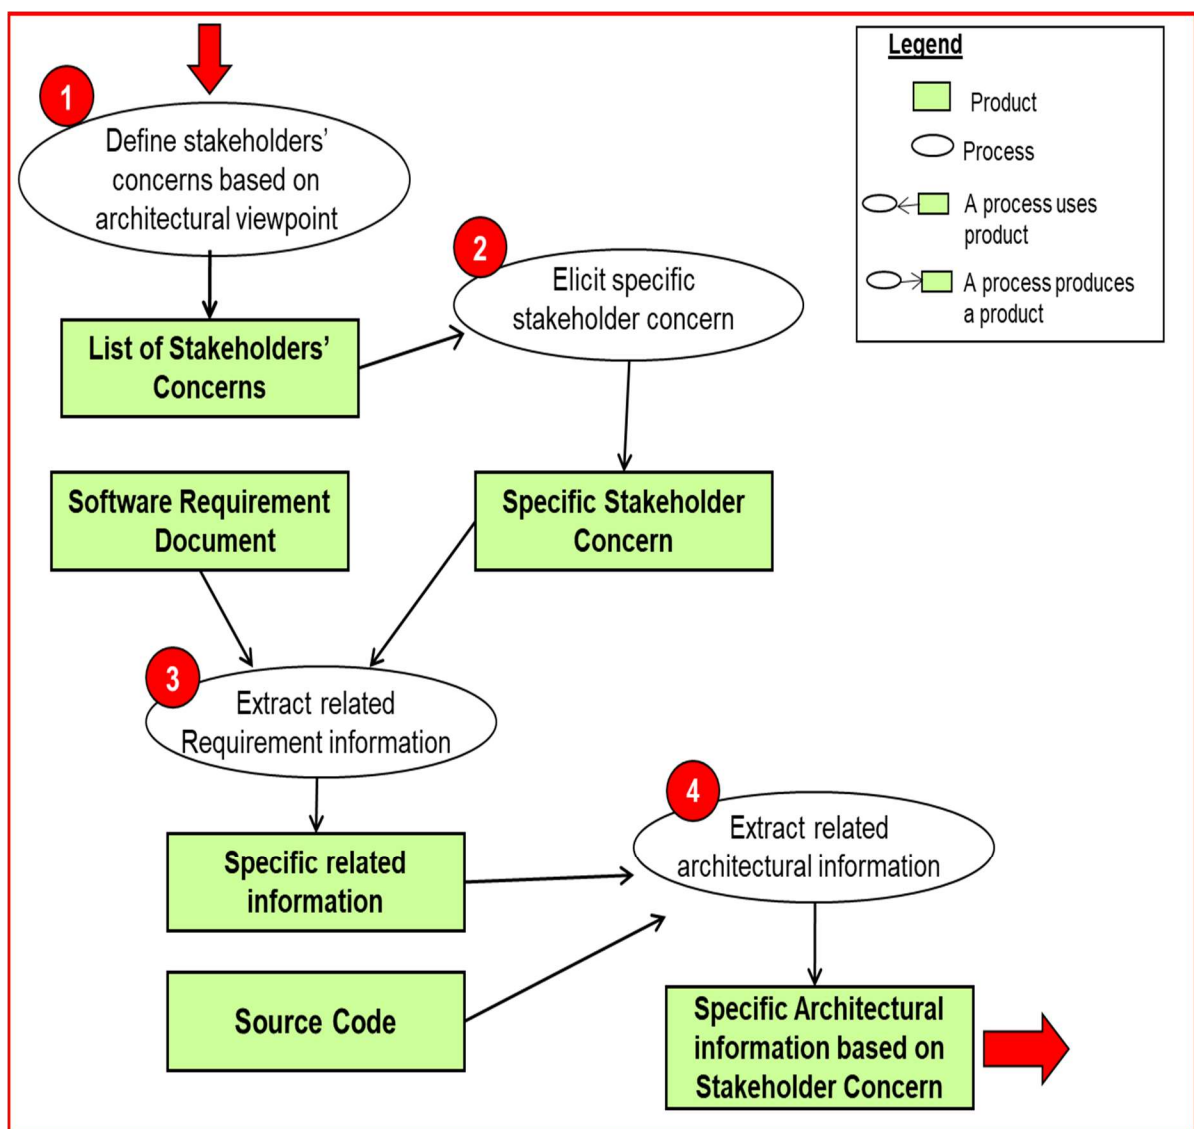 1
Define stakeholders'
concerns based on
architectural viewpoint
Legend
Product
Process
A process uses
product
A process produces
a product
2
Elicit specific
stakeholder concern
List of Stakeholders'
Concerns
Software Requirement
Document
Specific Stakeholder
Concern
3
Extract related
Requirement information
4
Extract related
architectural information
Specific related
information
Source Code
Specific Architectural
information based on
Stakeholder Concern